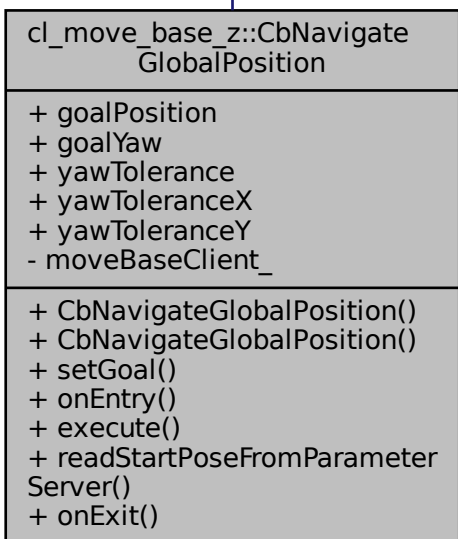 cl_move_base_z::CbNavigate
GlobalPosition
+ goalPosition
+ goalYaw
+ yawTolerance
+ yawToleranceX
+ yawToleranceY
- moveBaseClient_
+ CbNavigateGlobalPosition()
+ CbNavigateGlobalPosition()
+ setGoal()
+ onEntry()
+ execute()
+ readStartPoseFromParameter
Server()
+ onExit()